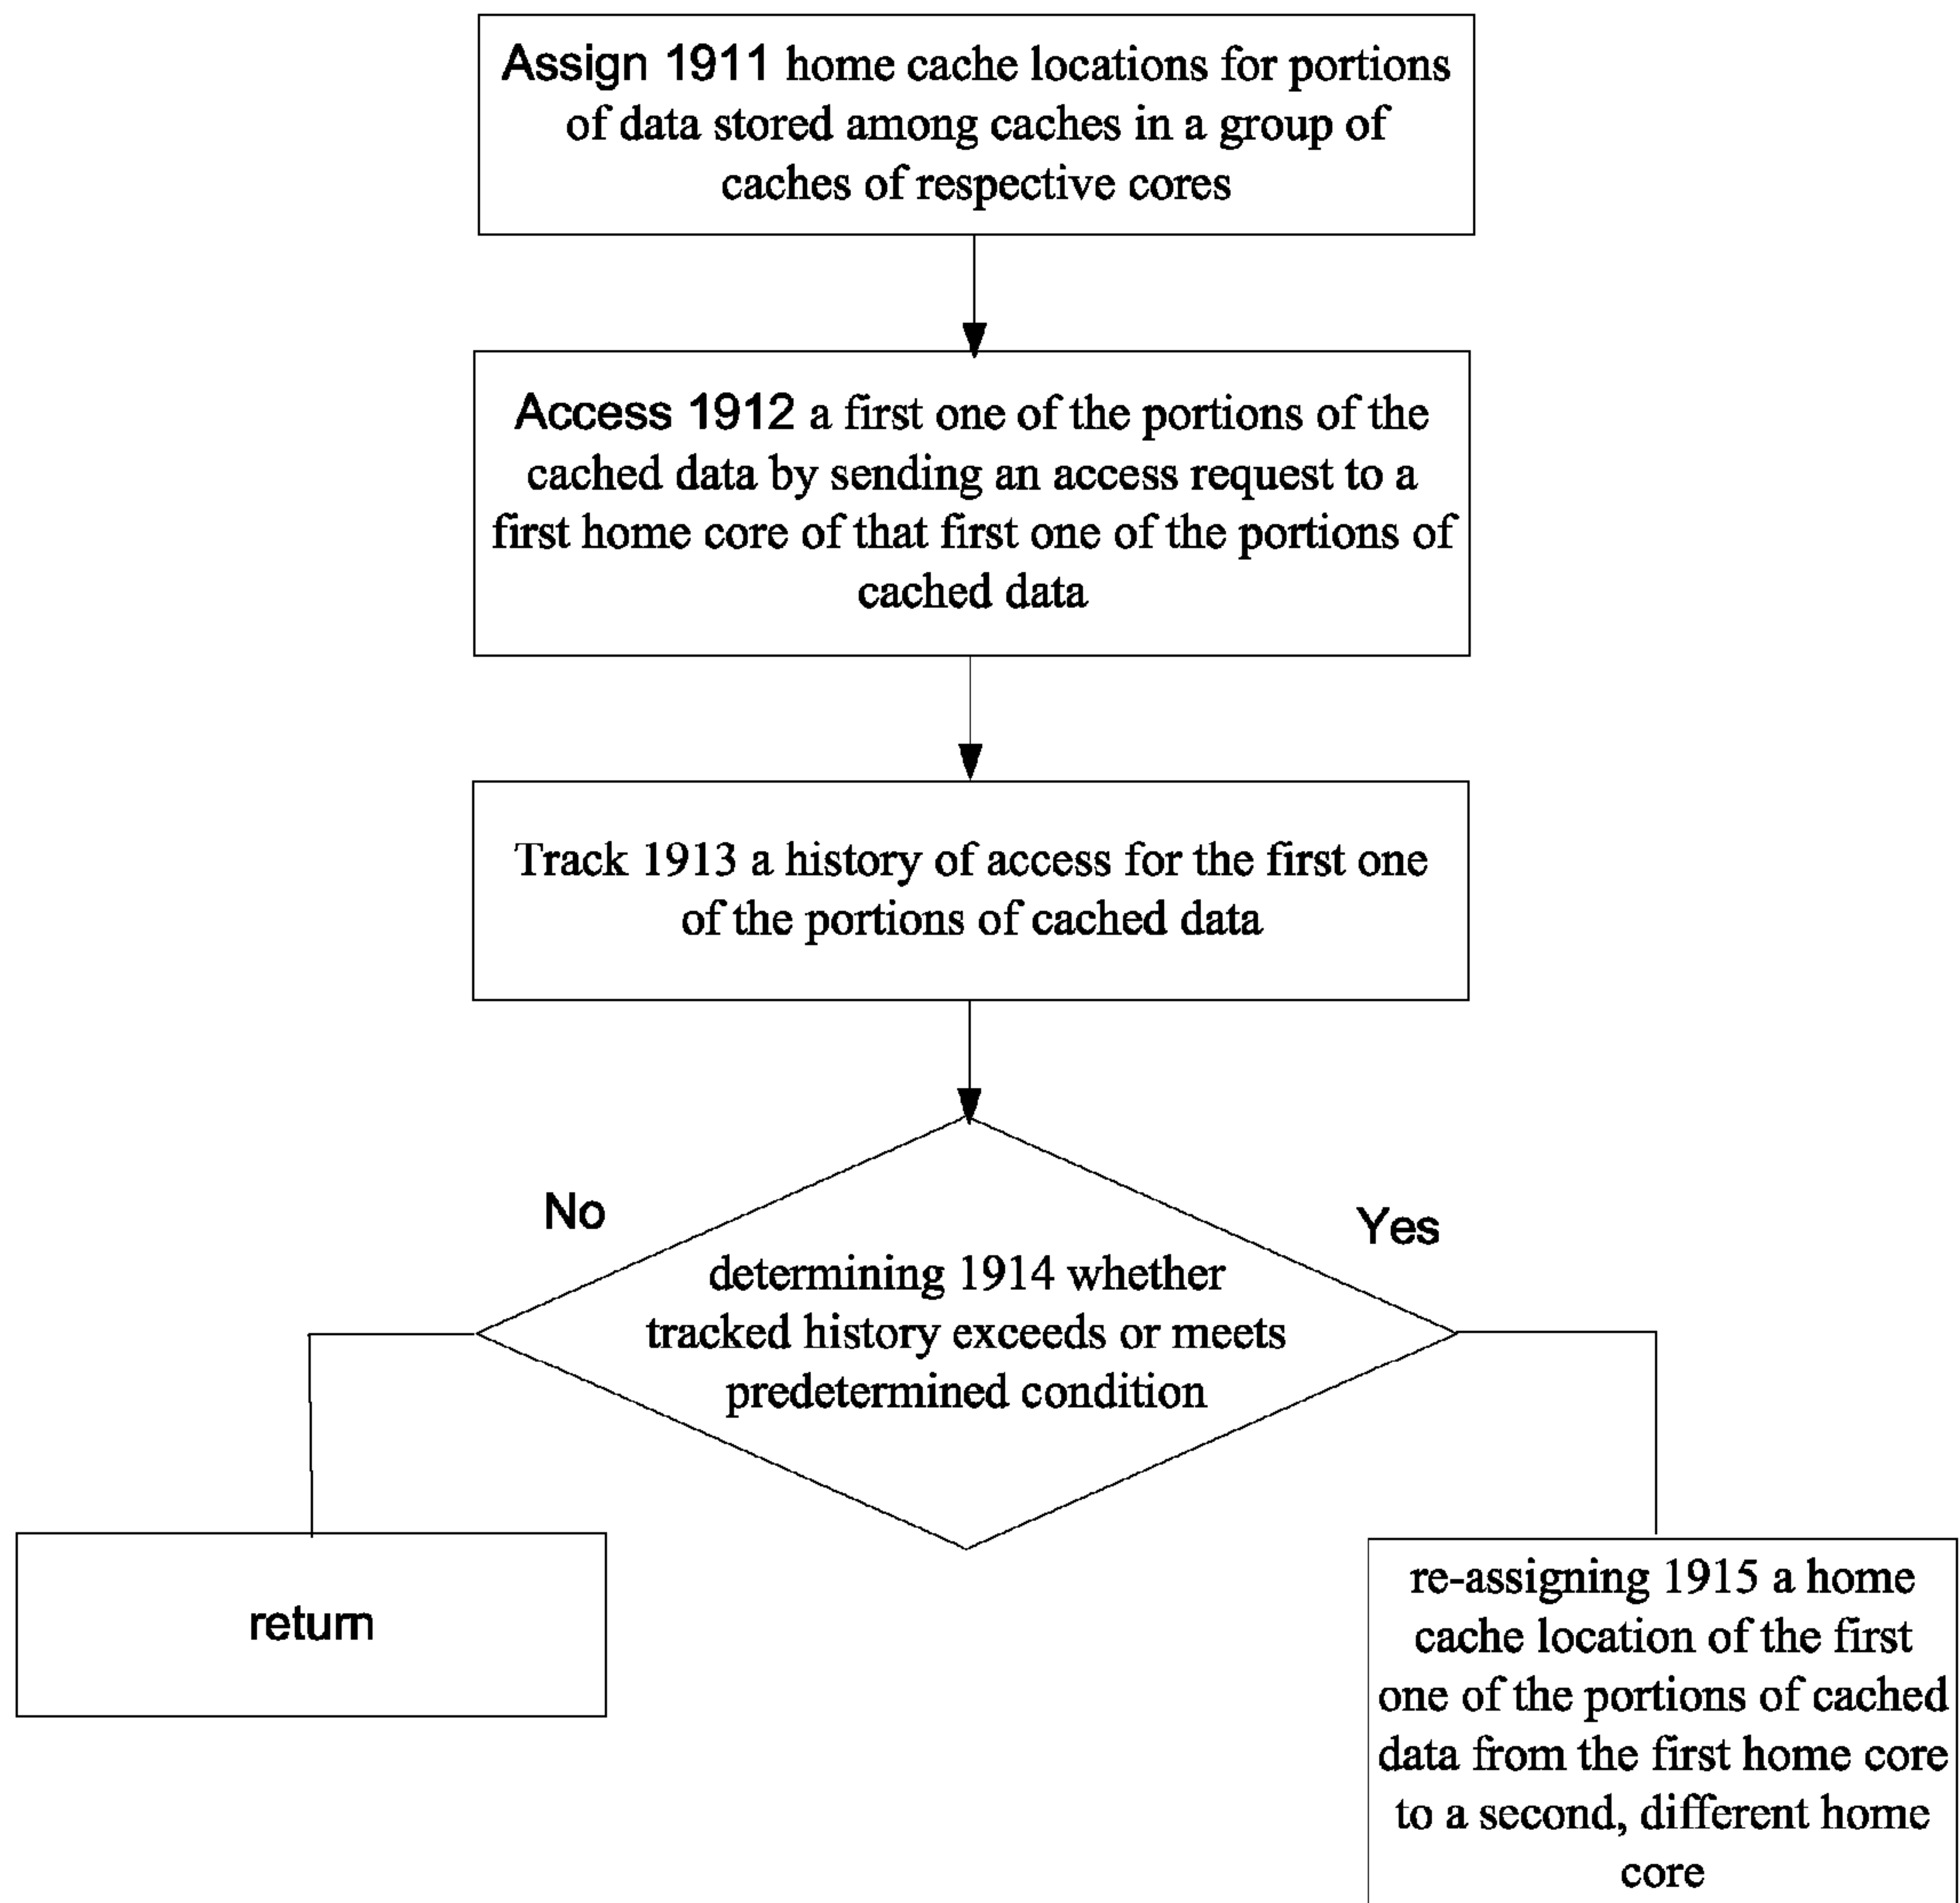 Assign 1911 home cache locations for portions
of data stored among caches in a group of
caches of respective cores
Access 1912 a first one of the portions of the
cached data by sending an access request to a
first home core of that first one of the portions of
cached data
Track 1913 a history of access for the first one
of the portions of cached data
No
Yes
determining 1914 whether
tracked history exceeds or meets
predetermined condition
return
re-assigning 1915 a home
cache location of the first
one of the portions of cached
data from the first home core
to a second, different home
core